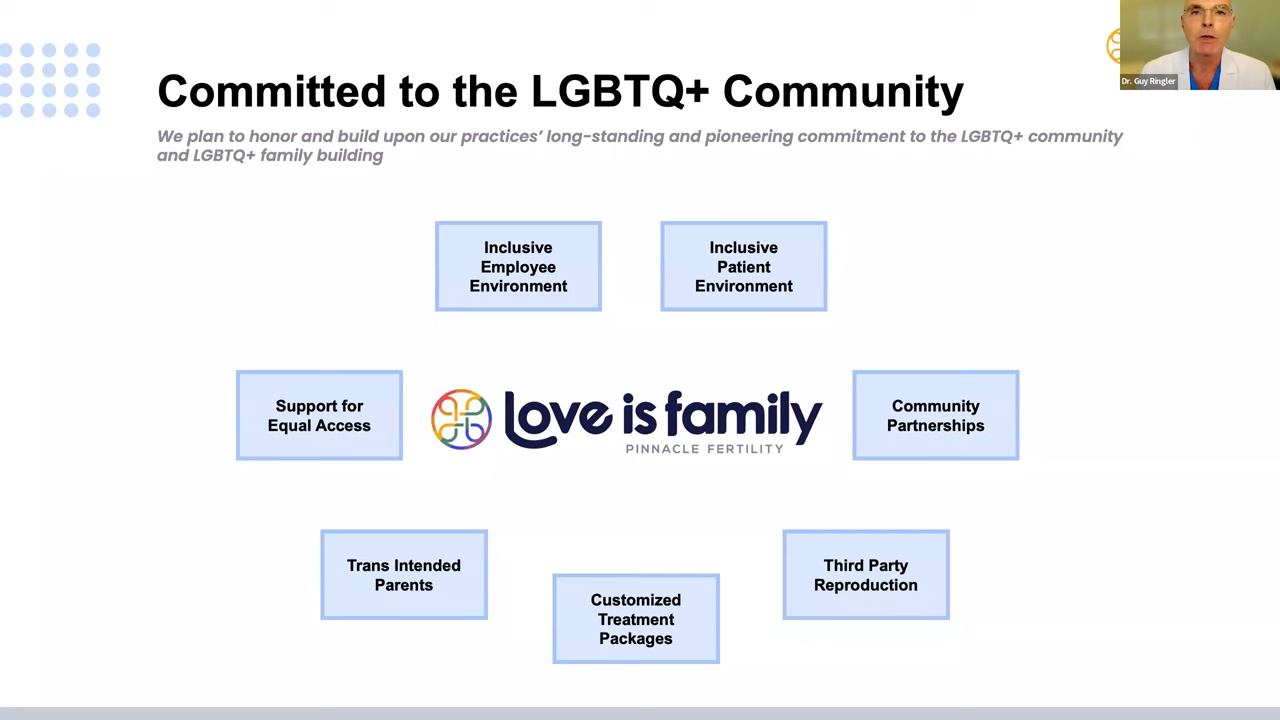 Committed to the LGBTQ+ Community
We plan to honor and build upon our practices’ long-standing and pioneering commitment to the LGBTQ+ community
and LGBTQ+ family building
Dr. Guy Ringler
Inclusive
Employee
Environment
Inclusive
Patient
Environment
Support for
Equal Access
love is family
PINNACLE FERTILITY
Community
Partnerships
Trans Intended
Parents
Customized
Treatment
Packages
Third Party
Reproduction